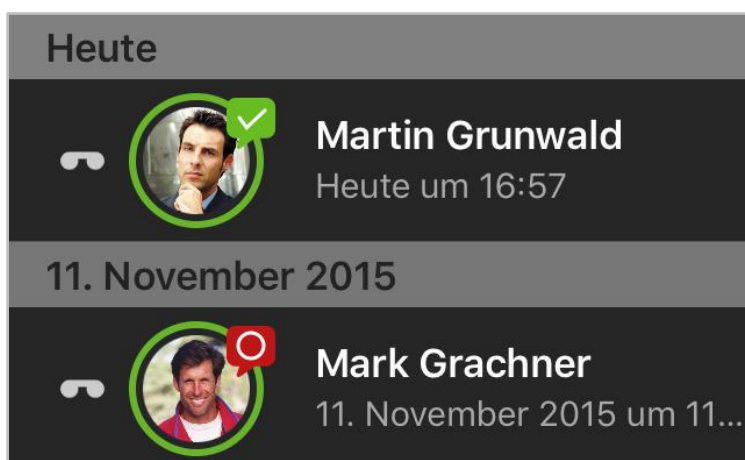 Heute
Martin Grunwald
Heute um 16:57
11. November 2015
Mark Grachner
11. November 2015 um 11...